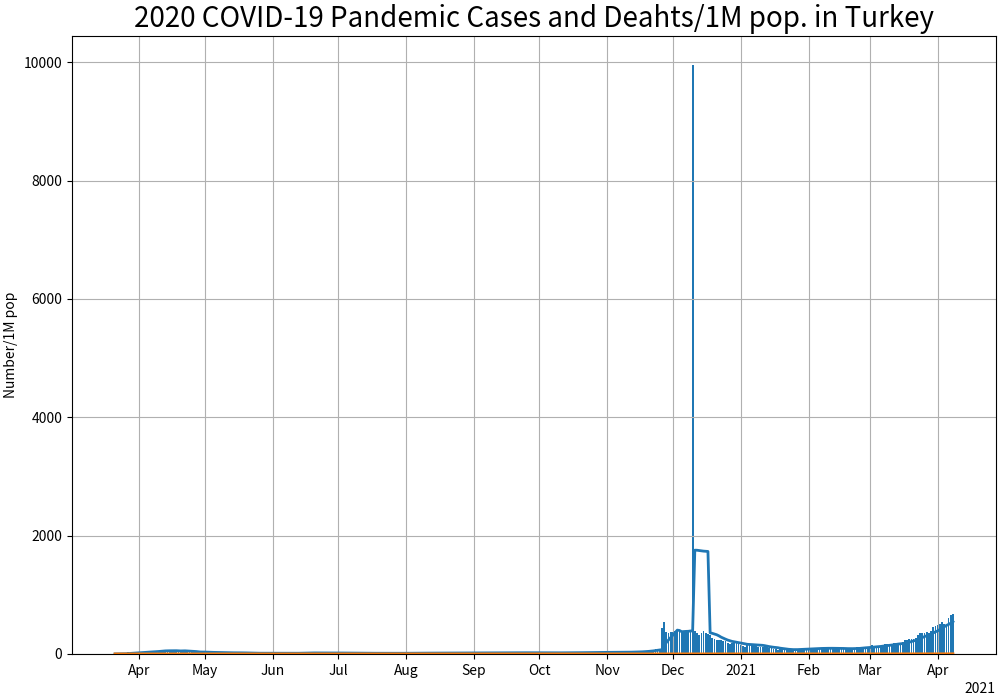 2020 COVID-19 Pandemic Cases and Deahts/1M pop. in Turkey
Number/1M pop
10000
8000
6000
4000
2000
0
Apr May Jun Jul Aug Sep Oct Nov Dec 2021 Feb Mar Apr
2021